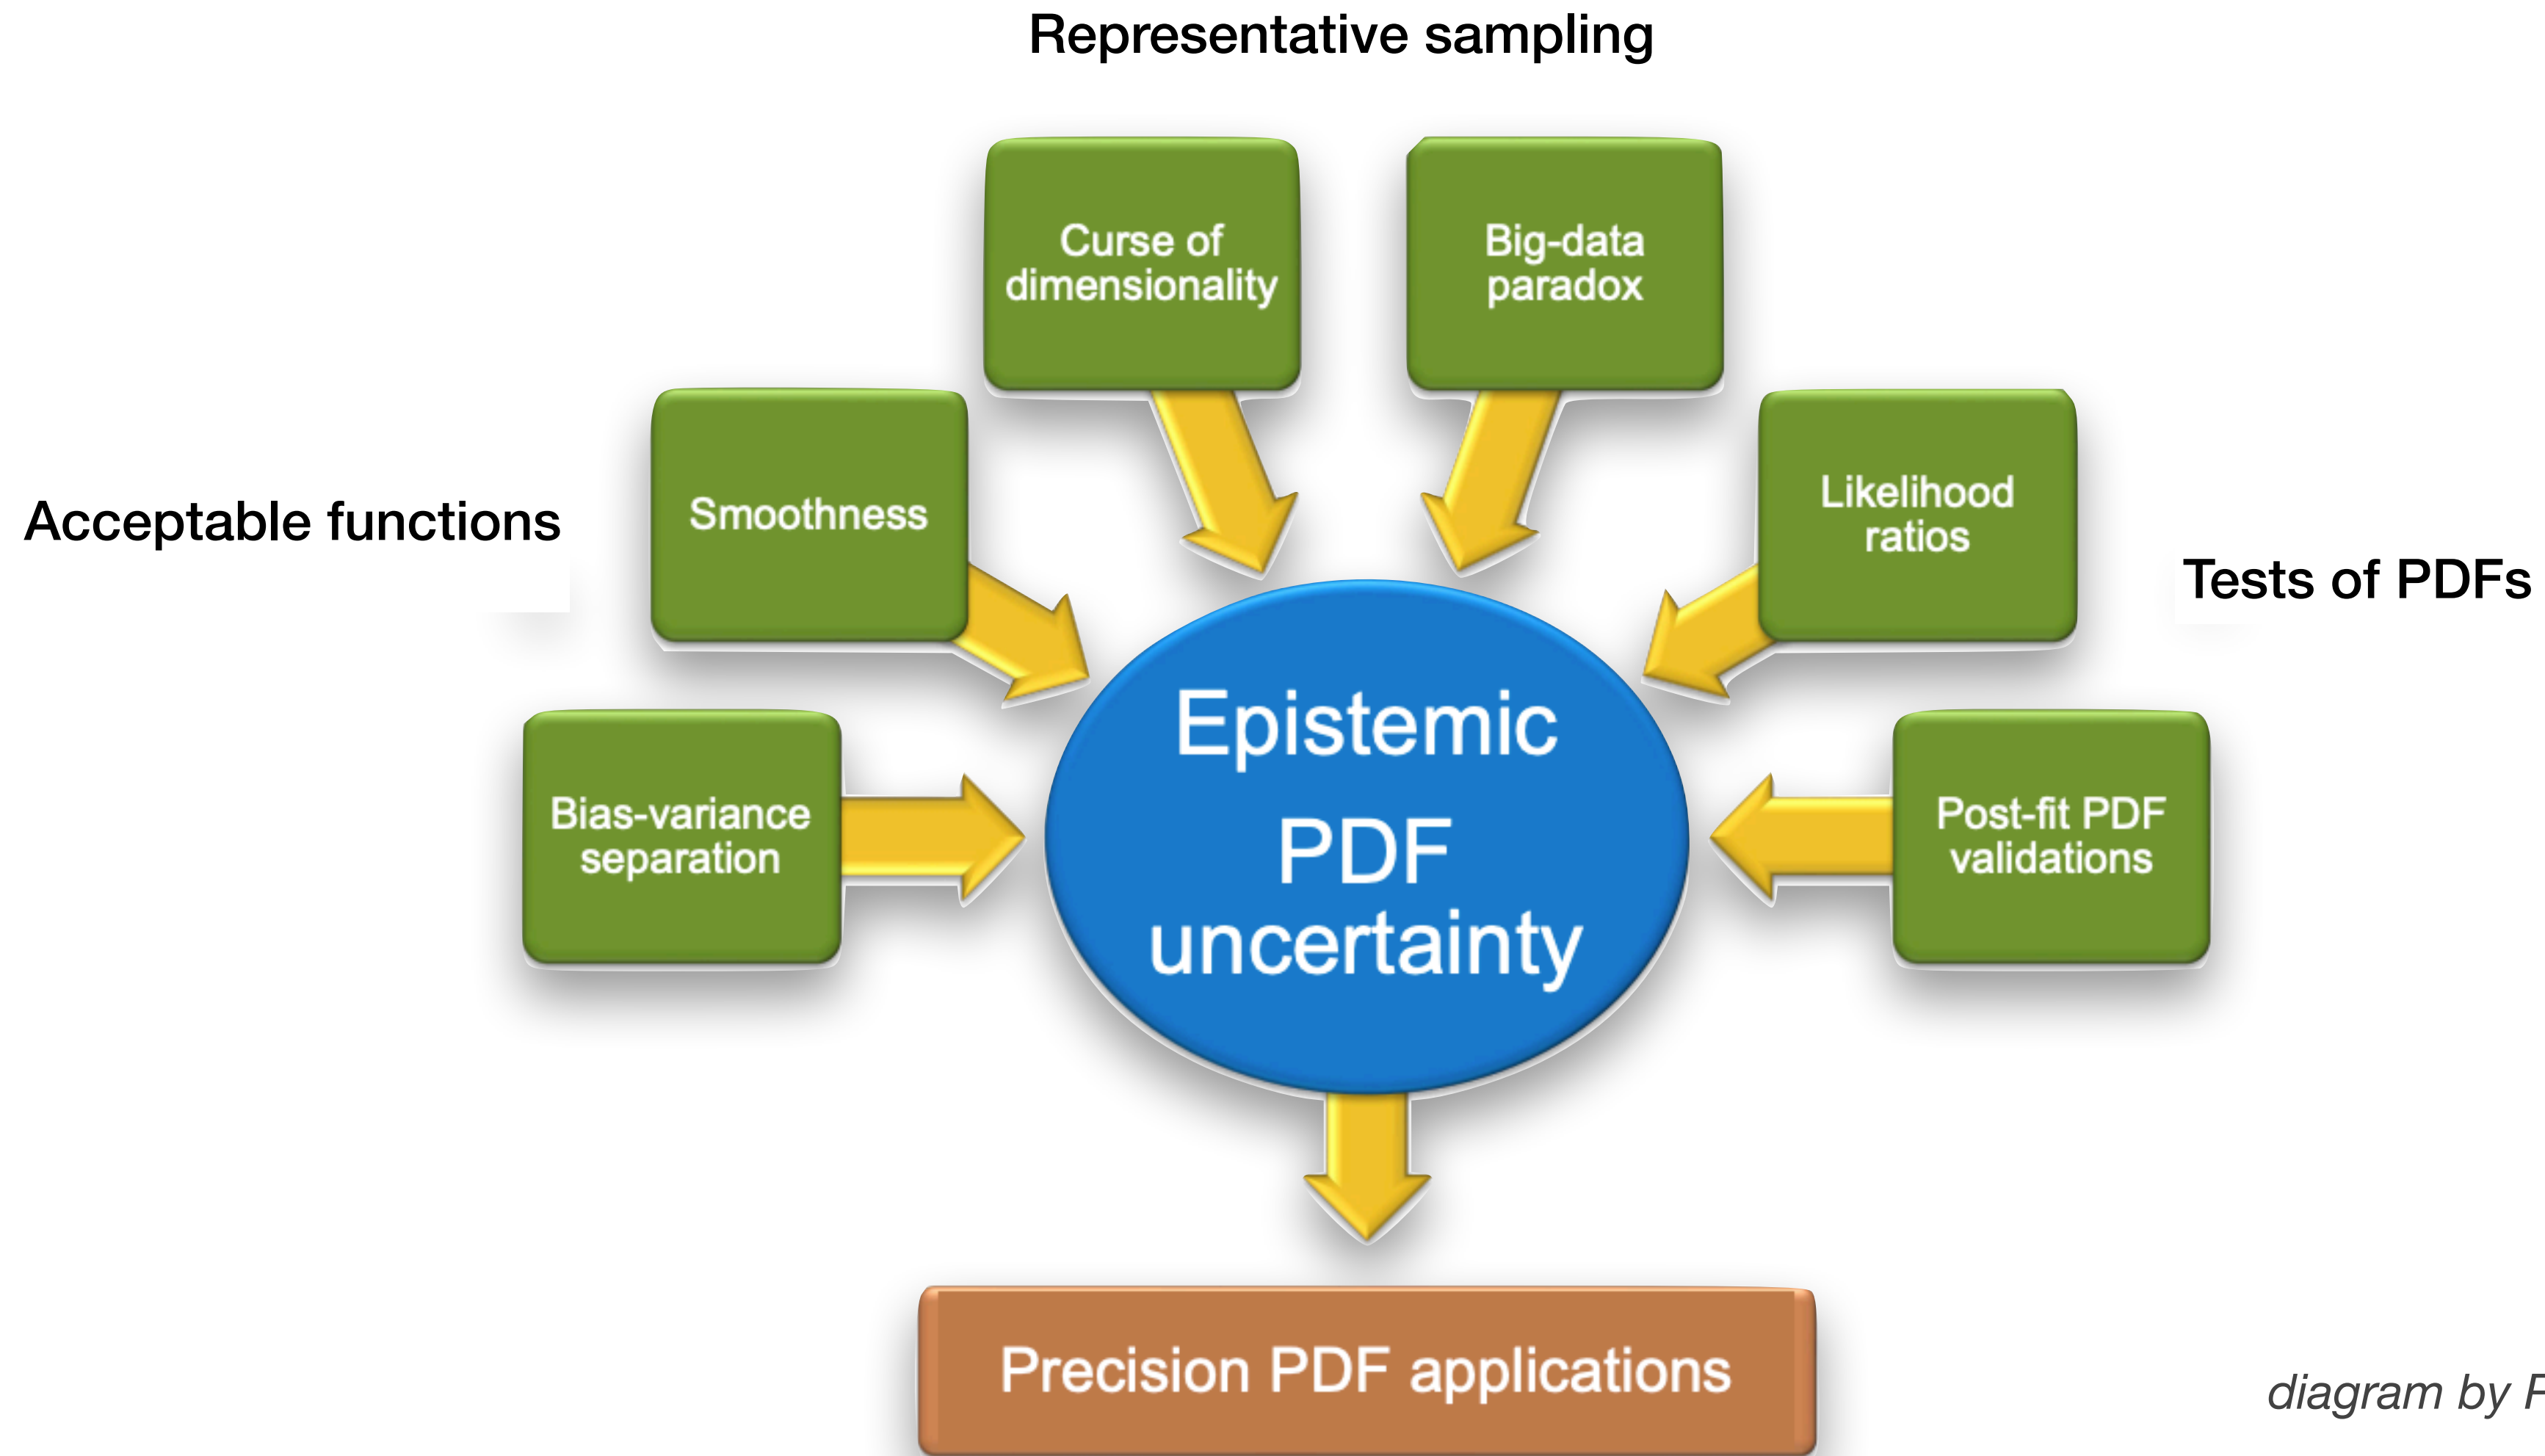 Representative sampling
Curse of
dimensionality
Big-data
paradox
Smoothness
Likelihood
ratios
Acceptable functions
Tests of PDFs
Bias-variance
separation
Epistemic
PDF
uncertainty
Post-fit PDF
validations
Precision PDF applications
diagram by